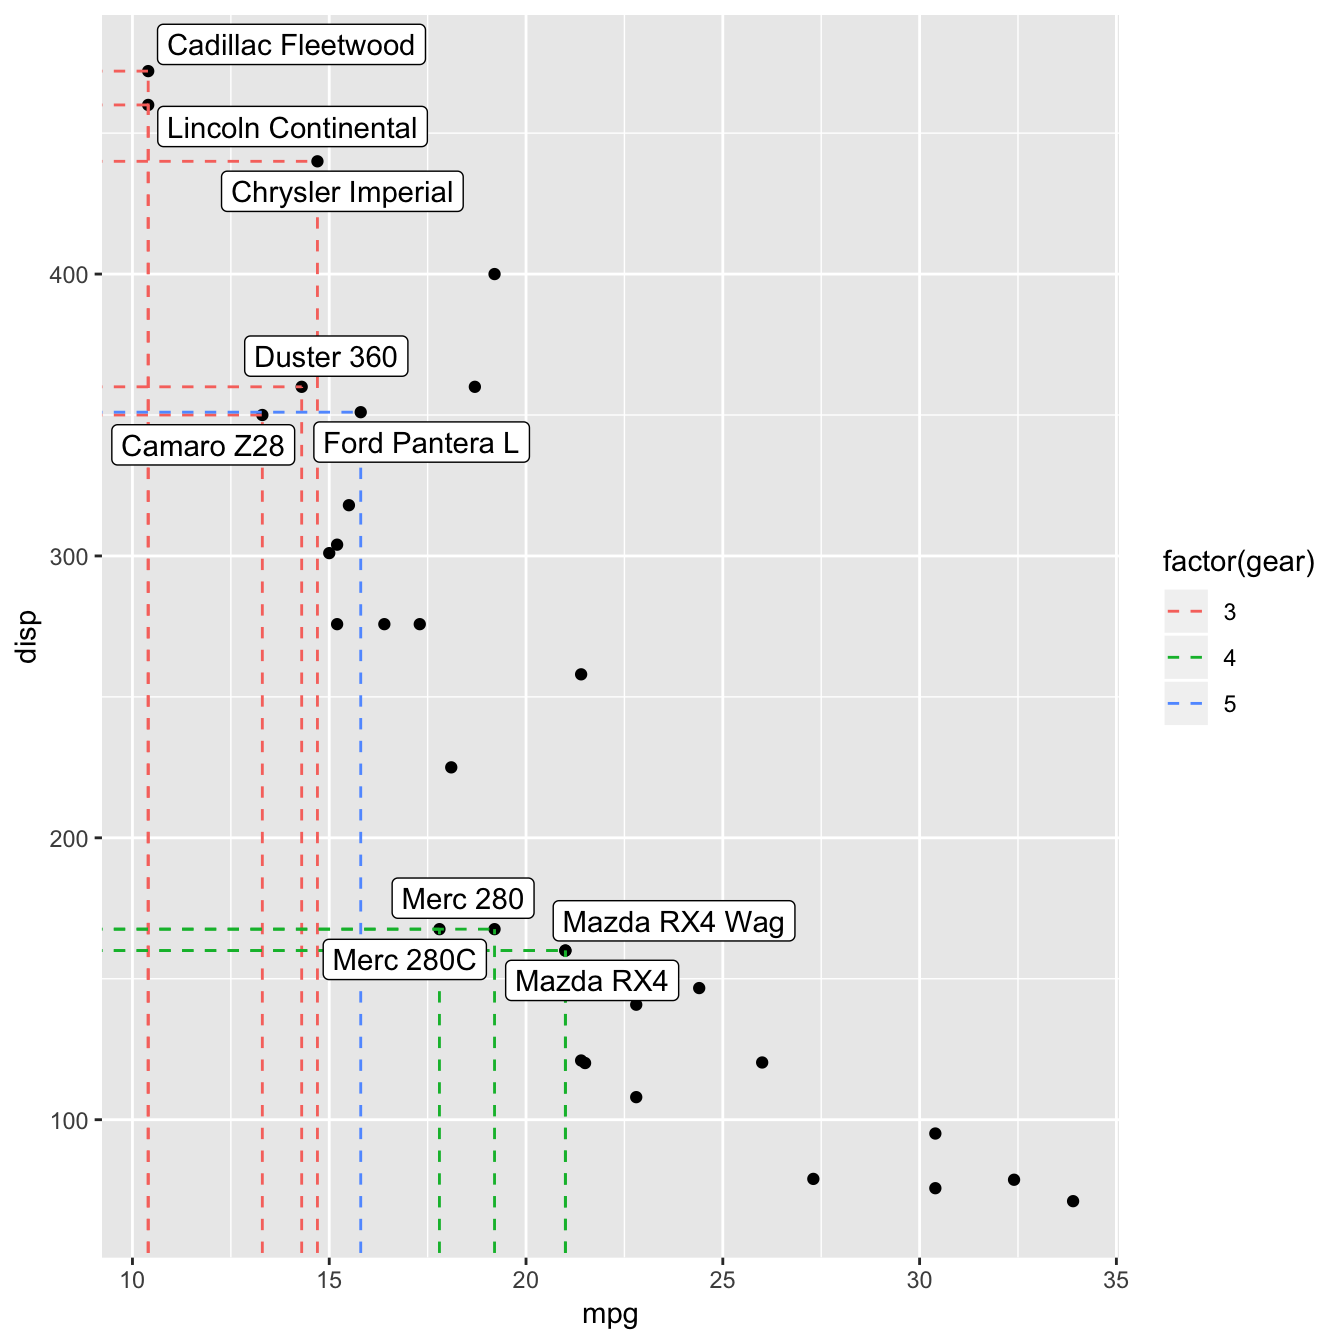 Cadillac Fleetwood
Lincoln Continental
Chrysler Imperial
400
Duster 360
Camaro Z28
Ford Pantera L
300
disp
200
Merc 280
Mazda RX4 Wag
Merc 280C
Mazda RX4
100
10 15 20 25 30 35
mpg
factor(gear)
3
4
5